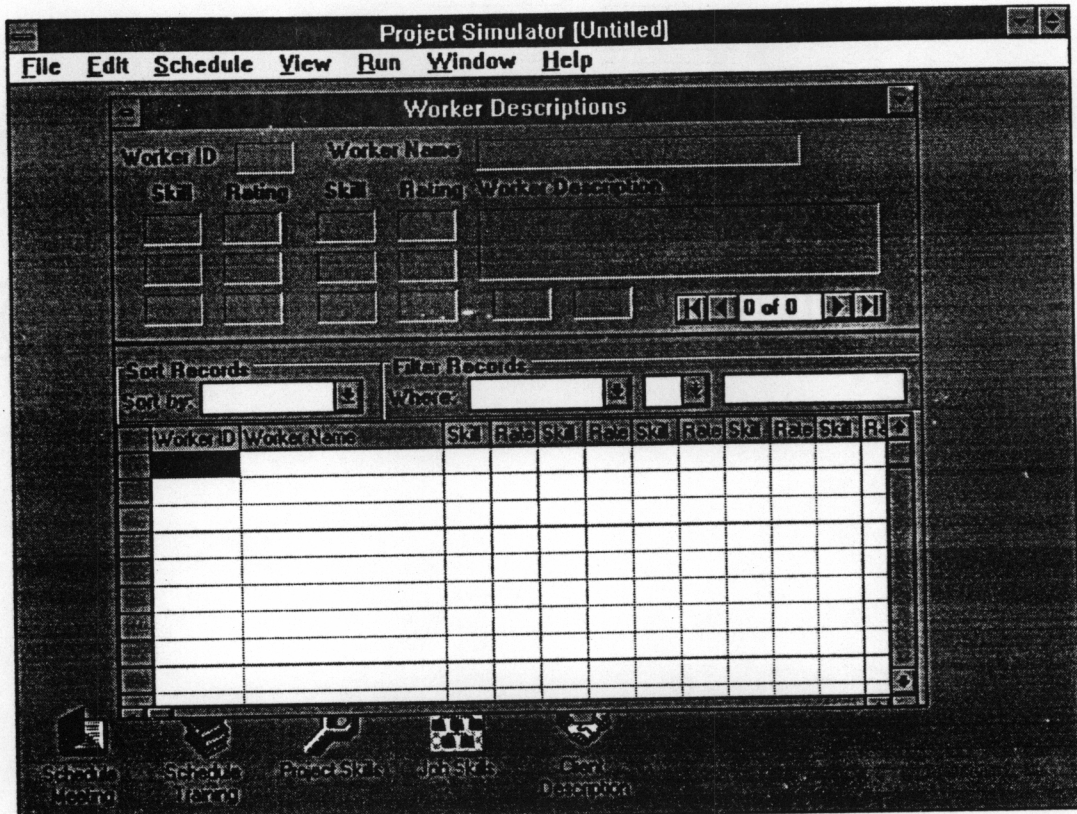 Project Simulator [Untitled]
File Edit Schedule View Run Window Help
Worker Descriptions
Worker ID Worker Name
Skill Rating Skill Rating Worker Description
0 of 0
Sort Records Filter Records
Sort by: Where:
Worker ID Worker Name Skill Rate Skill Rate Skill Rate Skill Rate Skill Ra
Schedule Meeting
Schedule Training
Project Skills
Job Skills
Client Description